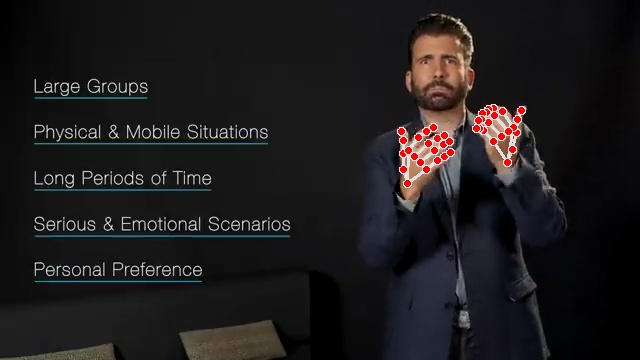 Large Groups
Physical & Mobile Situations
Long Periods of Time
Serious & Emotional Scenarios
Personal Preference